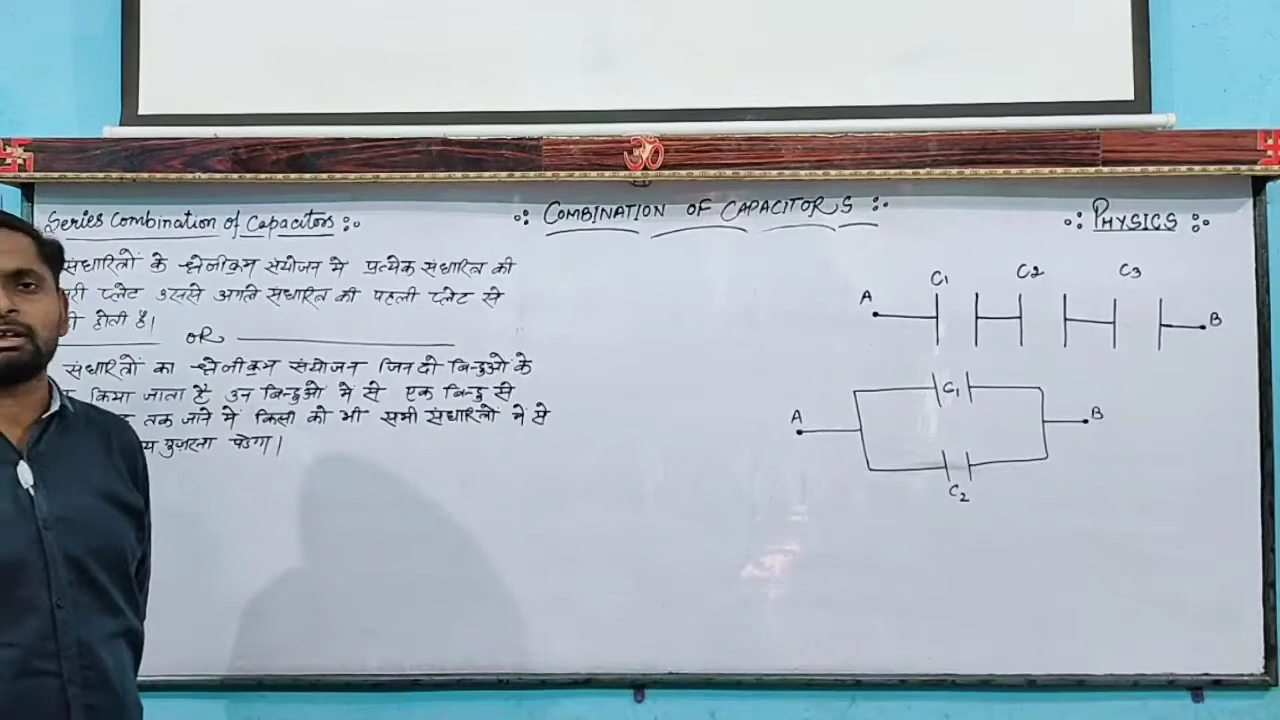 Series Combination of Capacitors :.
:: COMBINATION OF CAPACITORS ::
:: PHYSICS ::
संधारित्रों के श्रेणीक्रम संयोजन में प्रत्येक संधारित्र की
प्लेट उससे अगले संधारित्र की पहली प्लेट से
होती है।
OR
संधारित्रों का श्रेणीक्रम संयोजन जिन दो बिन्दुओं के
किया जाता है उन बिन्दुओं में से एक बिन्दु से
तक जाने में किसी को भी सभी संधारित्रों में से
गुजरना पडेगा।
C1 C2 C3
A B
C1
A B
C2
ॐ